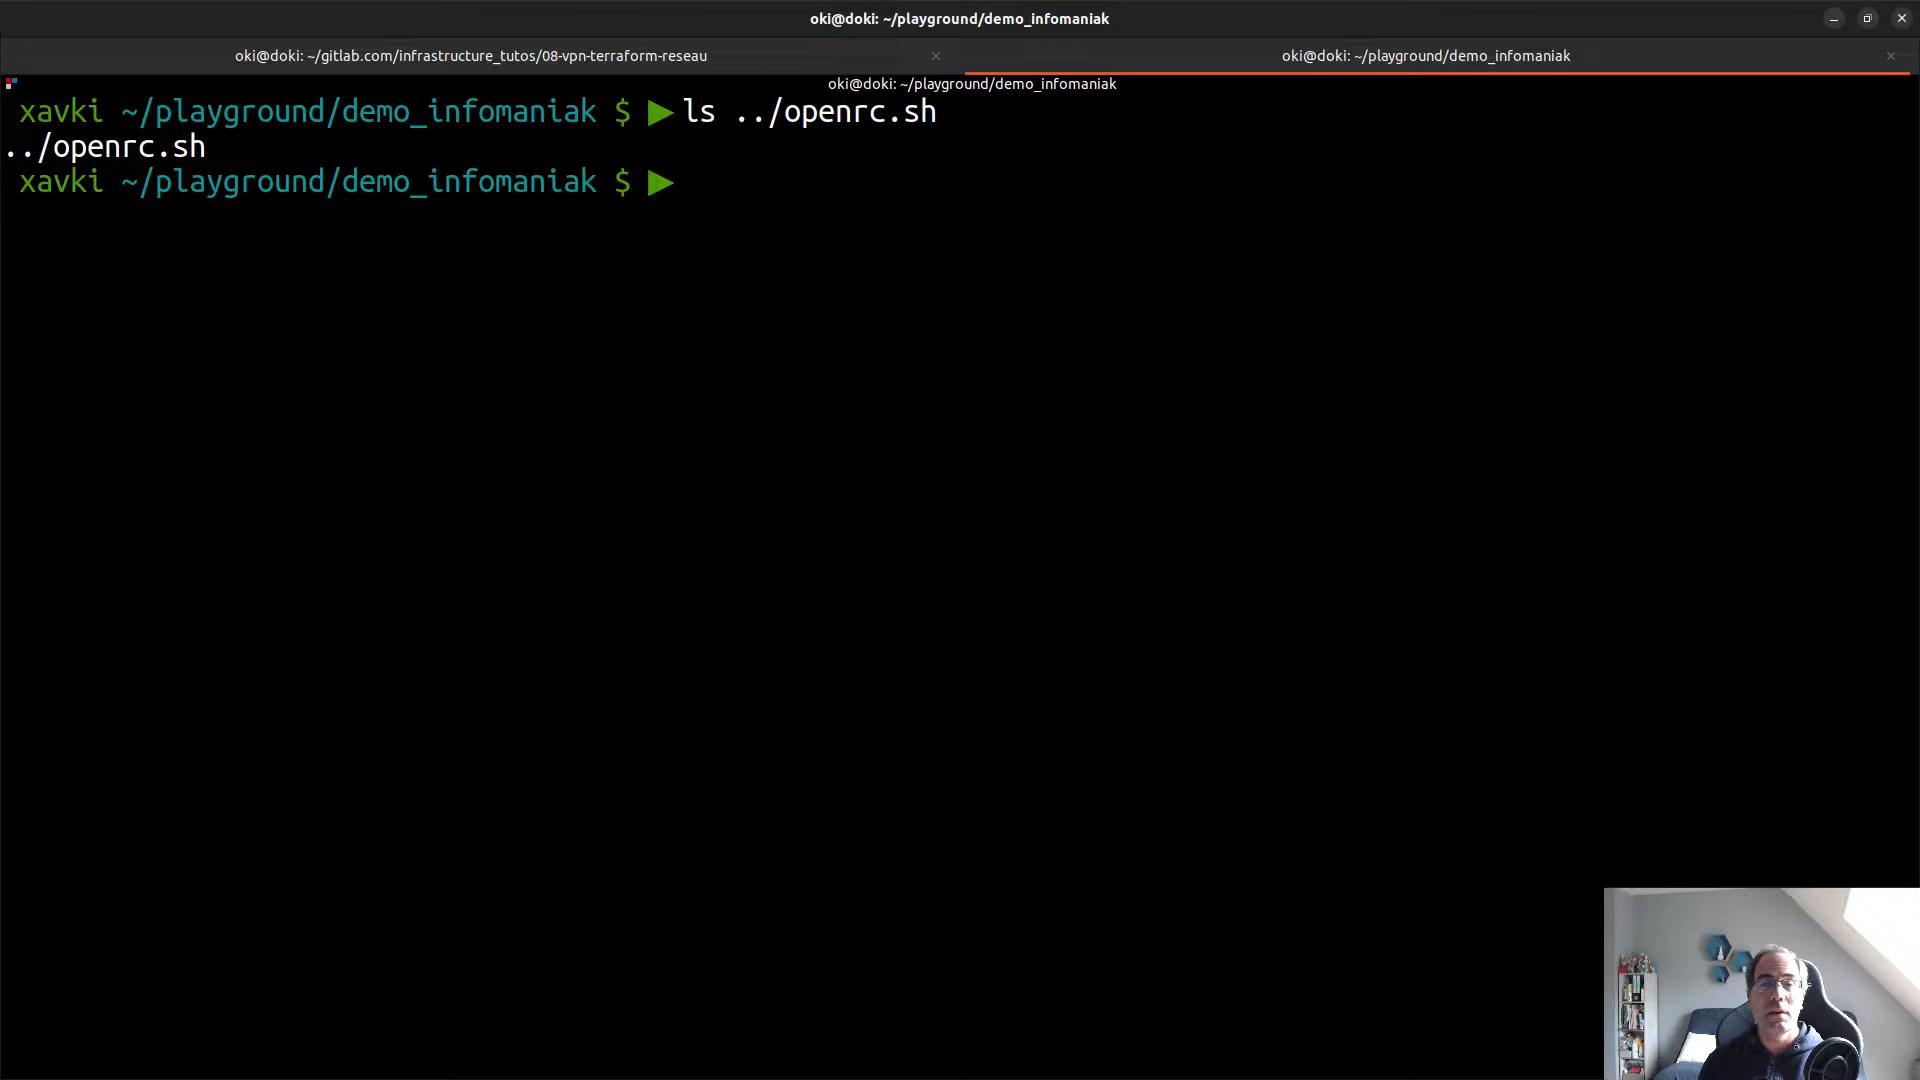 oki@doki: ~/playground/demo_infomaniak
oki@doki: ~/gitlab.com/infrastructure_tutos/08-vpn-terraform-reseau
oki@doki: ~/playground/demo_infomaniak
oki@doki: ~/playground/demo_infomaniak
xavki ~/playground/demo_infomaniak $ ▶ ls ../openrc.sh
../openrc.sh
xavki ~/playground/demo_infomaniak $ ▶